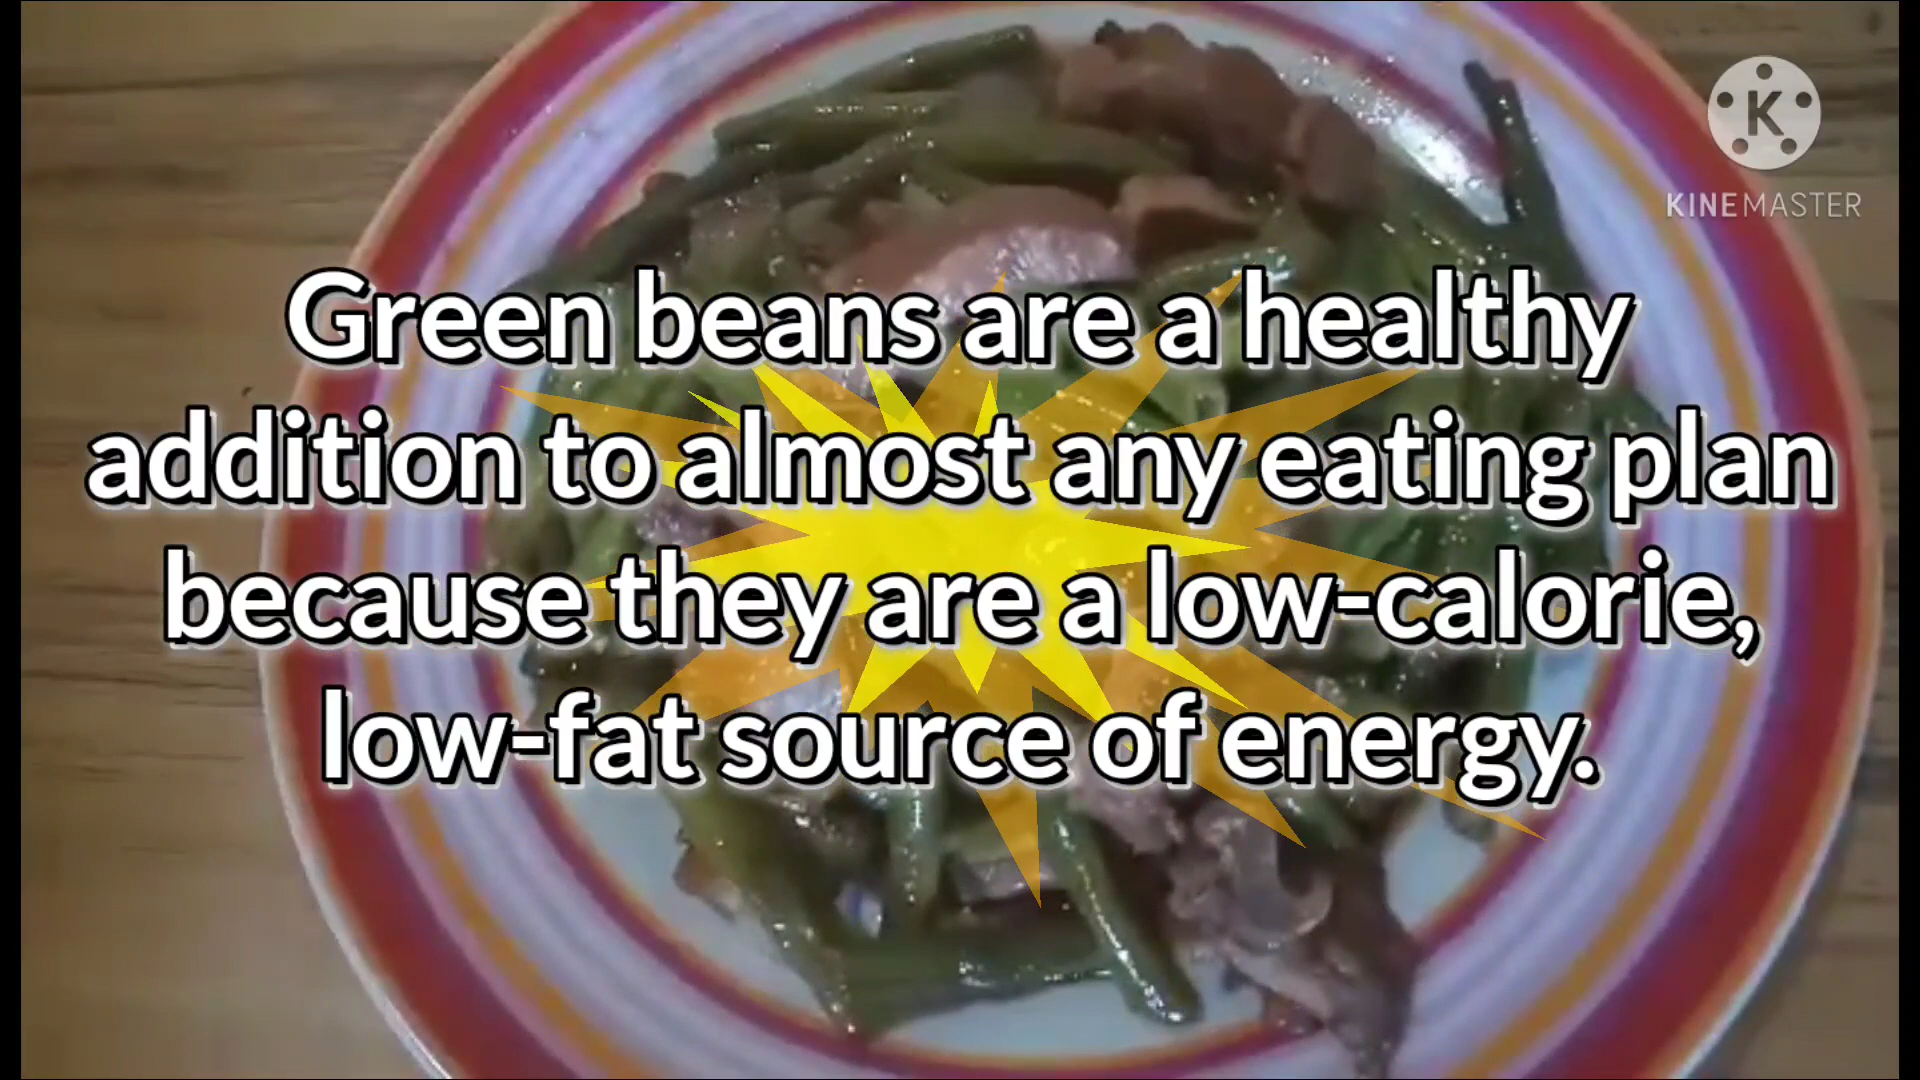 K
KINEMASTER
Green beans are a healthy
addition to almost any eating plan
because they are a low-calorie,
low-fat source of energy.